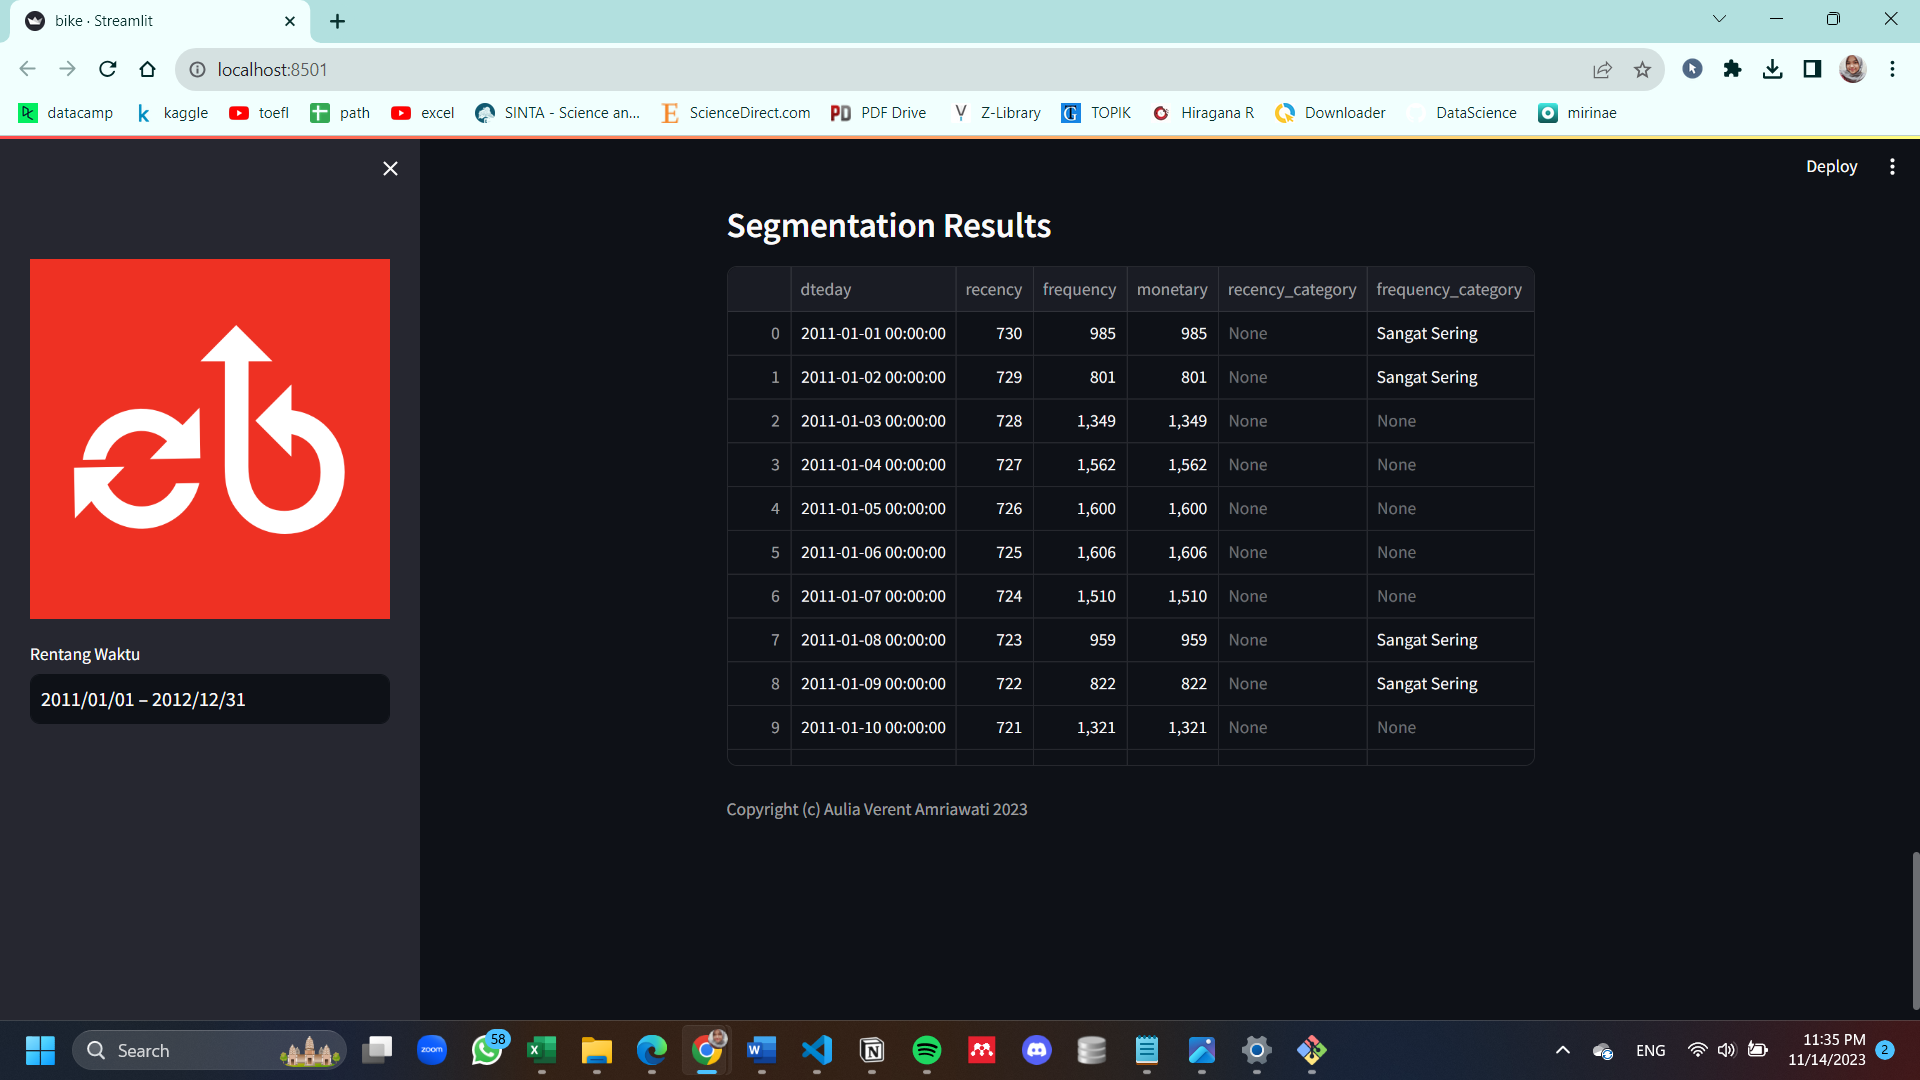 bike · Streamlit
localhost:8501
datacamp kaggle toefl path excel SINTA - Science an... ScienceDirect.com PDF Drive Z-Library TOPIK Hiragana R Downloader DataScience mirinae
Deploy
Rentang Waktu
2011/01/01 – 2012/12/31
Segmentation Results
dteday recency frequency monetary recency_category frequency_category
0 2011-01-01 00:00:00 730 985 985 None Sangat Sering
1 2011-01-02 00:00:00 729 801 801 None Sangat Sering
2 2011-01-03 00:00:00 728 1,349 1,349 None None
3 2011-01-04 00:00:00 727 1,562 1,562 None None
4 2011-01-05 00:00:00 726 1,600 1,600 None None
5 2011-01-06 00:00:00 725 1,606 1,606 None None
6 2011-01-07 00:00:00 724 1,510 1,510 None None
7 2011-01-08 00:00:00 723 959 959 None Sangat Sering
8 2011-01-09 00:00:00 722 822 822 None Sangat Sering
9 2011-01-10 00:00:00 721 1,321 1,321 None None
Copyright (c) Aulia Verent Amriawati 2023
Search
zoom
58
ENG
11:35 PM
11/14/2023
2